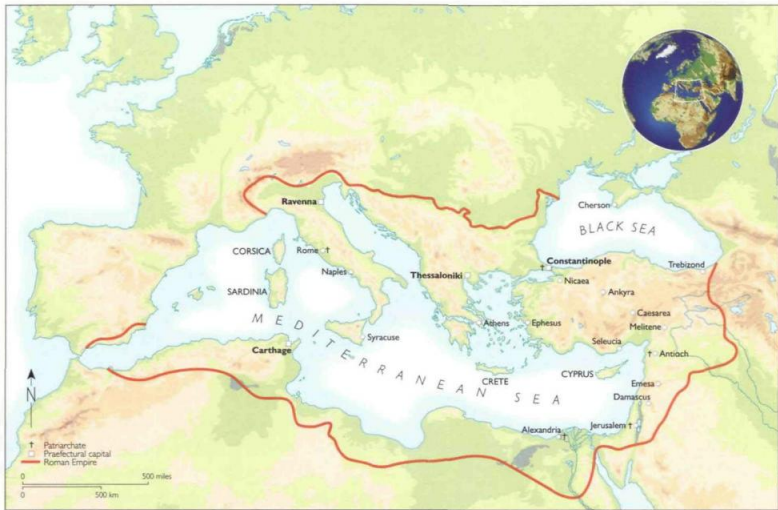 Cherson
BLACK SEA
Ravenna
Constantinople
Trebizond
CORSICA
Rome
Nicaea
Naples
Thessaloniki
Ankyra
SARDINIA
Caesarea
Melitene
MEDITERRANEAN SEA
Athens
Ephesus
Syracuse
Seleucia
Carthage
Antioch
CRETE
CYPRUS
Emesa
Damascus
N
Alexandria
Jerusalem
Patriarchate
Praefectural capital
Roman Empire
0 500 miles
0 500 km